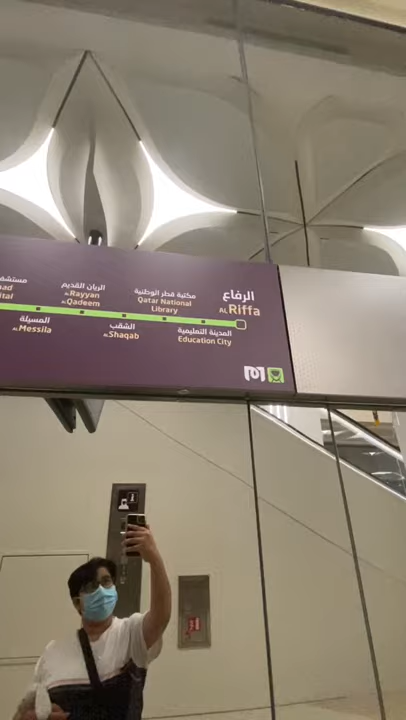 الرفاع
AL Riffa
مكتبة قطر الوطنية
Qatar National
Library
الريان القديم
AL Rayyan
AL Qadeem
المدينة التعليمية
Education City
الشقب
AL Shaqab
المسيلة
AL Messila